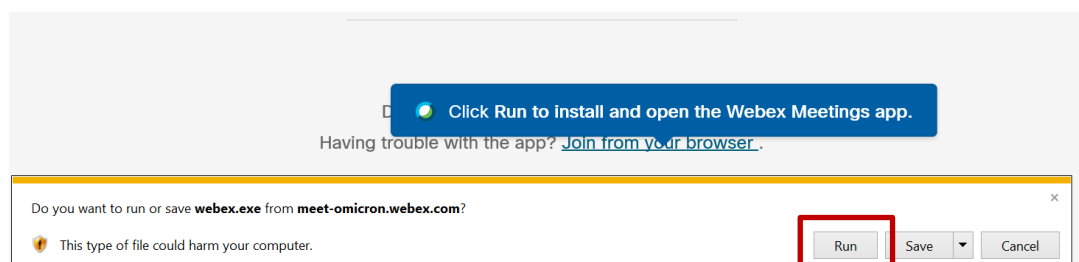 Click Run to install and open the Webex Meetings app.
D
Having trouble with the app? Join from your browser .
Do you want to run or save webex.exe from meet-omicron.webex.com?
×
This type of file could harm your computer.
Run
Save
Cancel